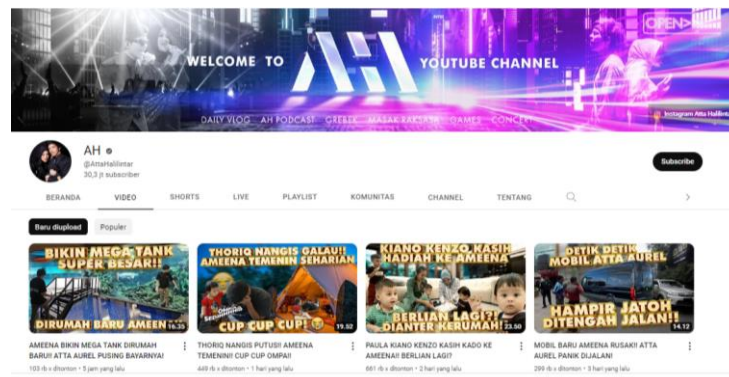 OPEN>
WELCOME TO AHA YOUTUBE CHANNEL
DAILY VLOG AH PODCAST GREBEK MASAK RAKSASA GAMES CONCERT
Instagram Atta Halilintar
AH
@AttaHalilintar
30,3 jt subscriber
Subscribe
BERANDA VIDEO SHORTS LIVE PLAYLIST KOMUNITAS CHANNEL TENTANG
Baru diupload Populer
BIKIN MEGA TANK
SUPER BESAR!!
DIRUMAH BARU AMEENA
16.35
THORIQ NANGIS GALAU!!
AMEENA TEMENIN SEHARIAN
CUP CUP CUP!
19.52
KIANO KENZO KASIH
HADIAH KE AMEENA
BERLIAN LAGI?!
DIANTER KERUMAH!
23.50
DETIK DETIK
MOBIL ATTA AUREL
HAMPIR JATOH
DITENGAH JALAN!!
14.12
AMEENA BIKIN MEGA TANK DIRUMAH
BARU!! ATTA AUREL PUSING BAYARNYA!
103 rb x ditonton • 5 jam yang lalu
THORIQ NANGIS PUTUS!! AMEENA
TEMENIN!! CUP CUP OMPAI!
449 rb x ditonton • 1 hari yang lalu
PAULA KIANO KENZO KASIH KADO KE
AMEENA!! BERLIAN LAGI?
661 rb x ditonton • 2 hari yang lalu
MOBIL BARU AMEENA RUSAK!! ATTA
AUREL PANIK DIJALAN!
299 rb x ditonton • 3 hari yang lalu